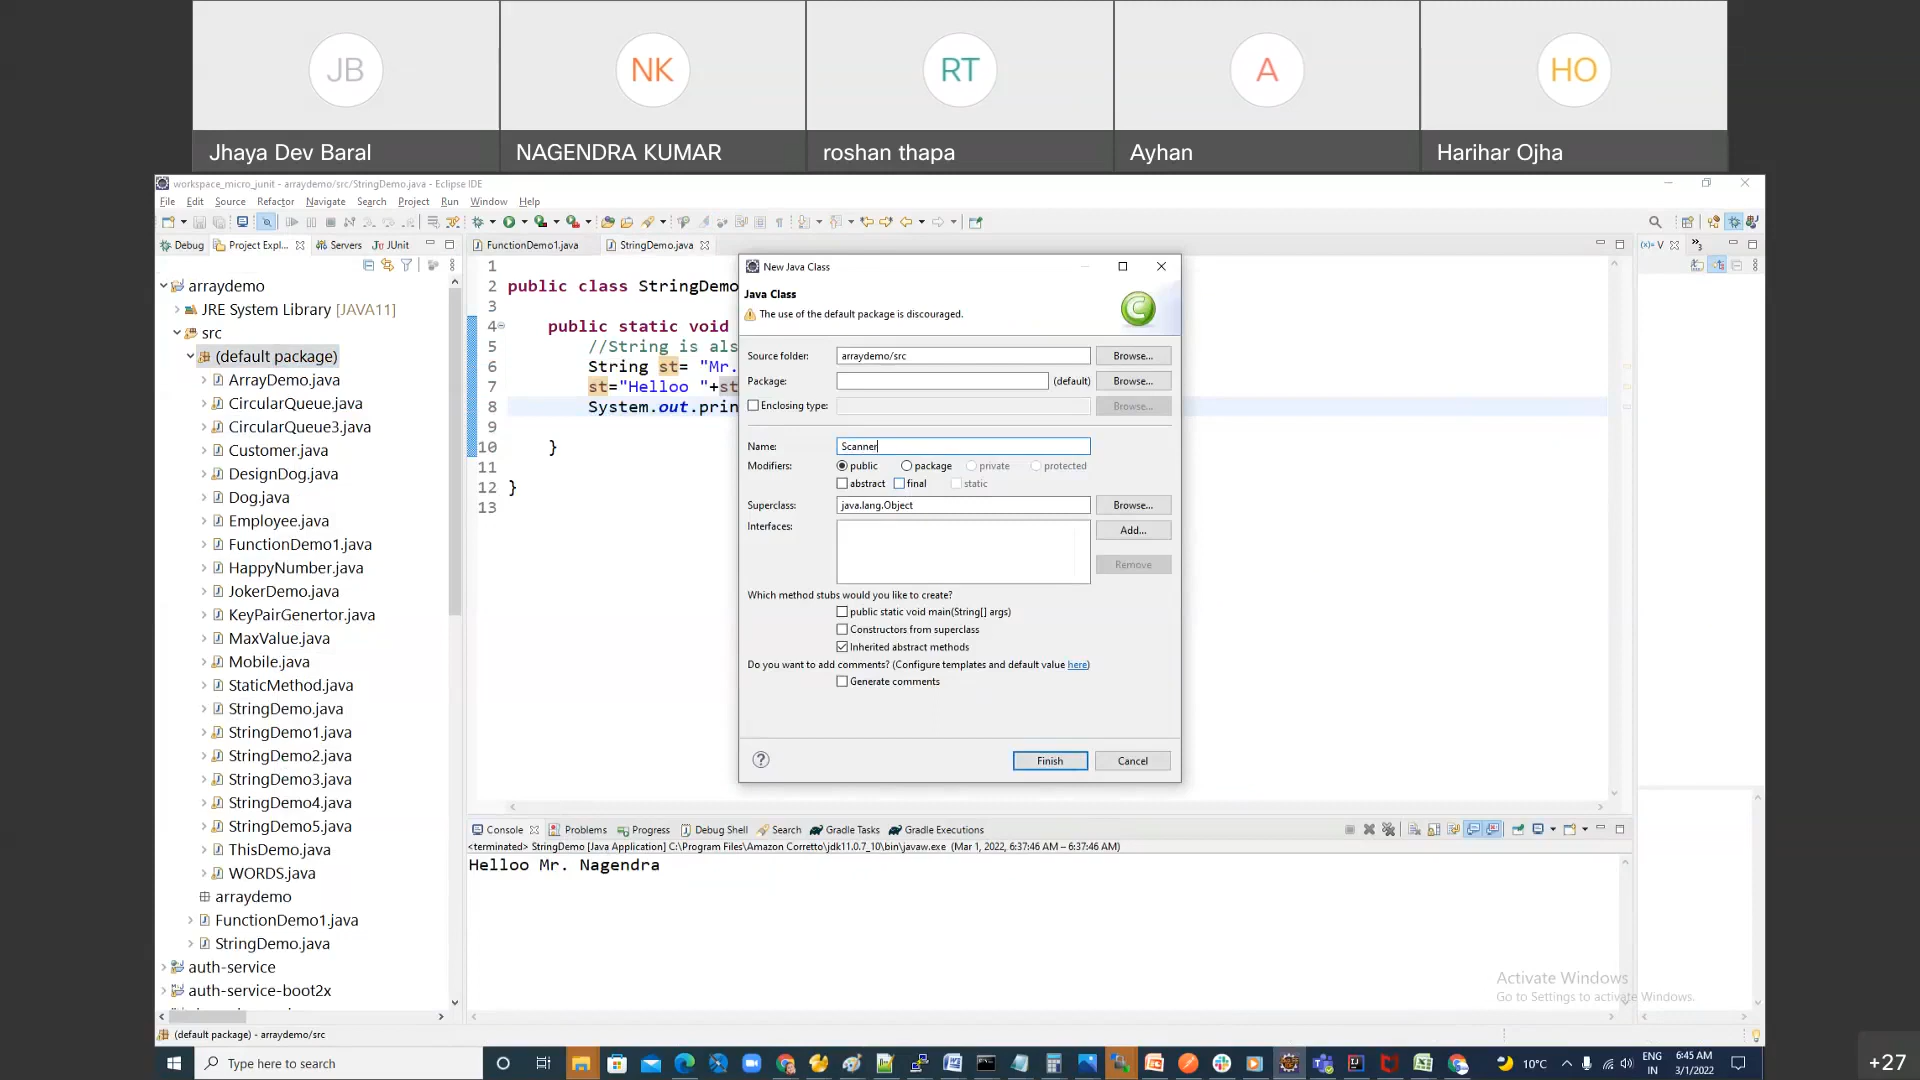 JB
NK
RT
A
HO
Jhaya Dev Baral
NAGENDRA KUMAR
roshan thapa
Ayhan
Harihar Ojha
workspace_micro_junit - arraydemo/src/StringDemo.java - Eclipse IDE
File Edit Source Refactor Navigate Search Project Run Window Help
Debug Project Expl... Servers JUnit
FunctionDemo1.java StringDemo.java
arraydemo
JRE System Library [JAVA11]
src
(default package)
ArrayDemo.java
CircularQueue.java
CircularQueue3.java
Customer.java
DesignDog.java
Dog.java
Employee.java
FunctionDemo1.java
HappyNumber.java
JokerDemo.java
KeyPairGenertor.java
MaxValue.java
Mobile.java
StaticMethod.java
StringDemo.java
StringDemo1.java
StringDemo2.java
StringDemo3.java
StringDemo4.java
StringDemo5.java
ThisDemo.java
WORDS.java
arraydemo
FunctionDemo1.java
StringDemo.java
auth-service
auth-service-boot2x
1
2 public class StringDemo
3
4 public static void
5 //String is als
6 String st= "Mr.
7 st="Helloo "+st
8 System.out.prin
9
10 }
11
12 }
13
New Java Class
Java Class
The use of the default package is discouraged.
Source folder: arraydemo/src Browse...
Package: (default) Browse...
Enclosing type: Browse...
Name: Scanner
Modifiers: public package private protected
abstract final static
Superclass: java.lang.Object Browse...
Interfaces: Add...
Remove
Which method stubs would you like to create?
public static void main(String[] args)
Constructors from superclass
Inherited abstract methods
Do you want to add comments? (Configure templates and default value here)
Generate comments
Finish Cancel
(x)= V
Console Problems Progress Debug Shell Search Gradle Tasks Gradle Executions
<terminated> StringDemo [Java Application] C:\Program Files\Amazon Corretto\jdk11.0.7_10\bin\javaw.exe (Mar 1, 2022, 6:37:46 AM – 6:37:46 AM)
Helloo Mr. Nagendra
Activate Windows
Go to Settings to activate Windows.
(default package) - arraydemo/src
Type here to search
10°C
ENG
IN
6:45 AM
3/1/2022
+27